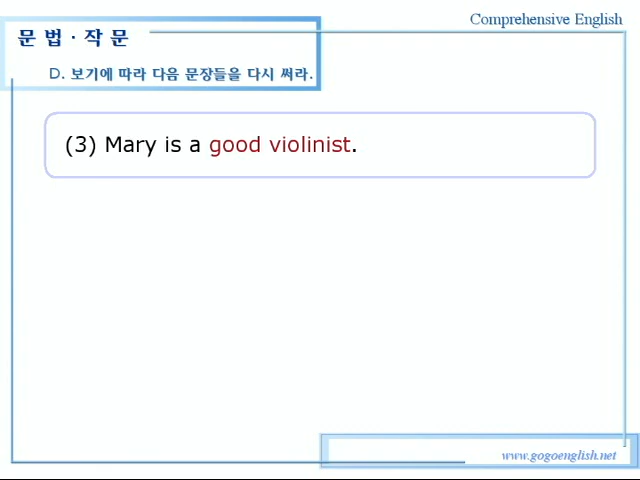 Comprehensive English
문 법 · 작 문
D. 보기에 따라 다음 문장들을 다시 써라.
(3) Mary is a good violinist.
www.gogoenglish.net